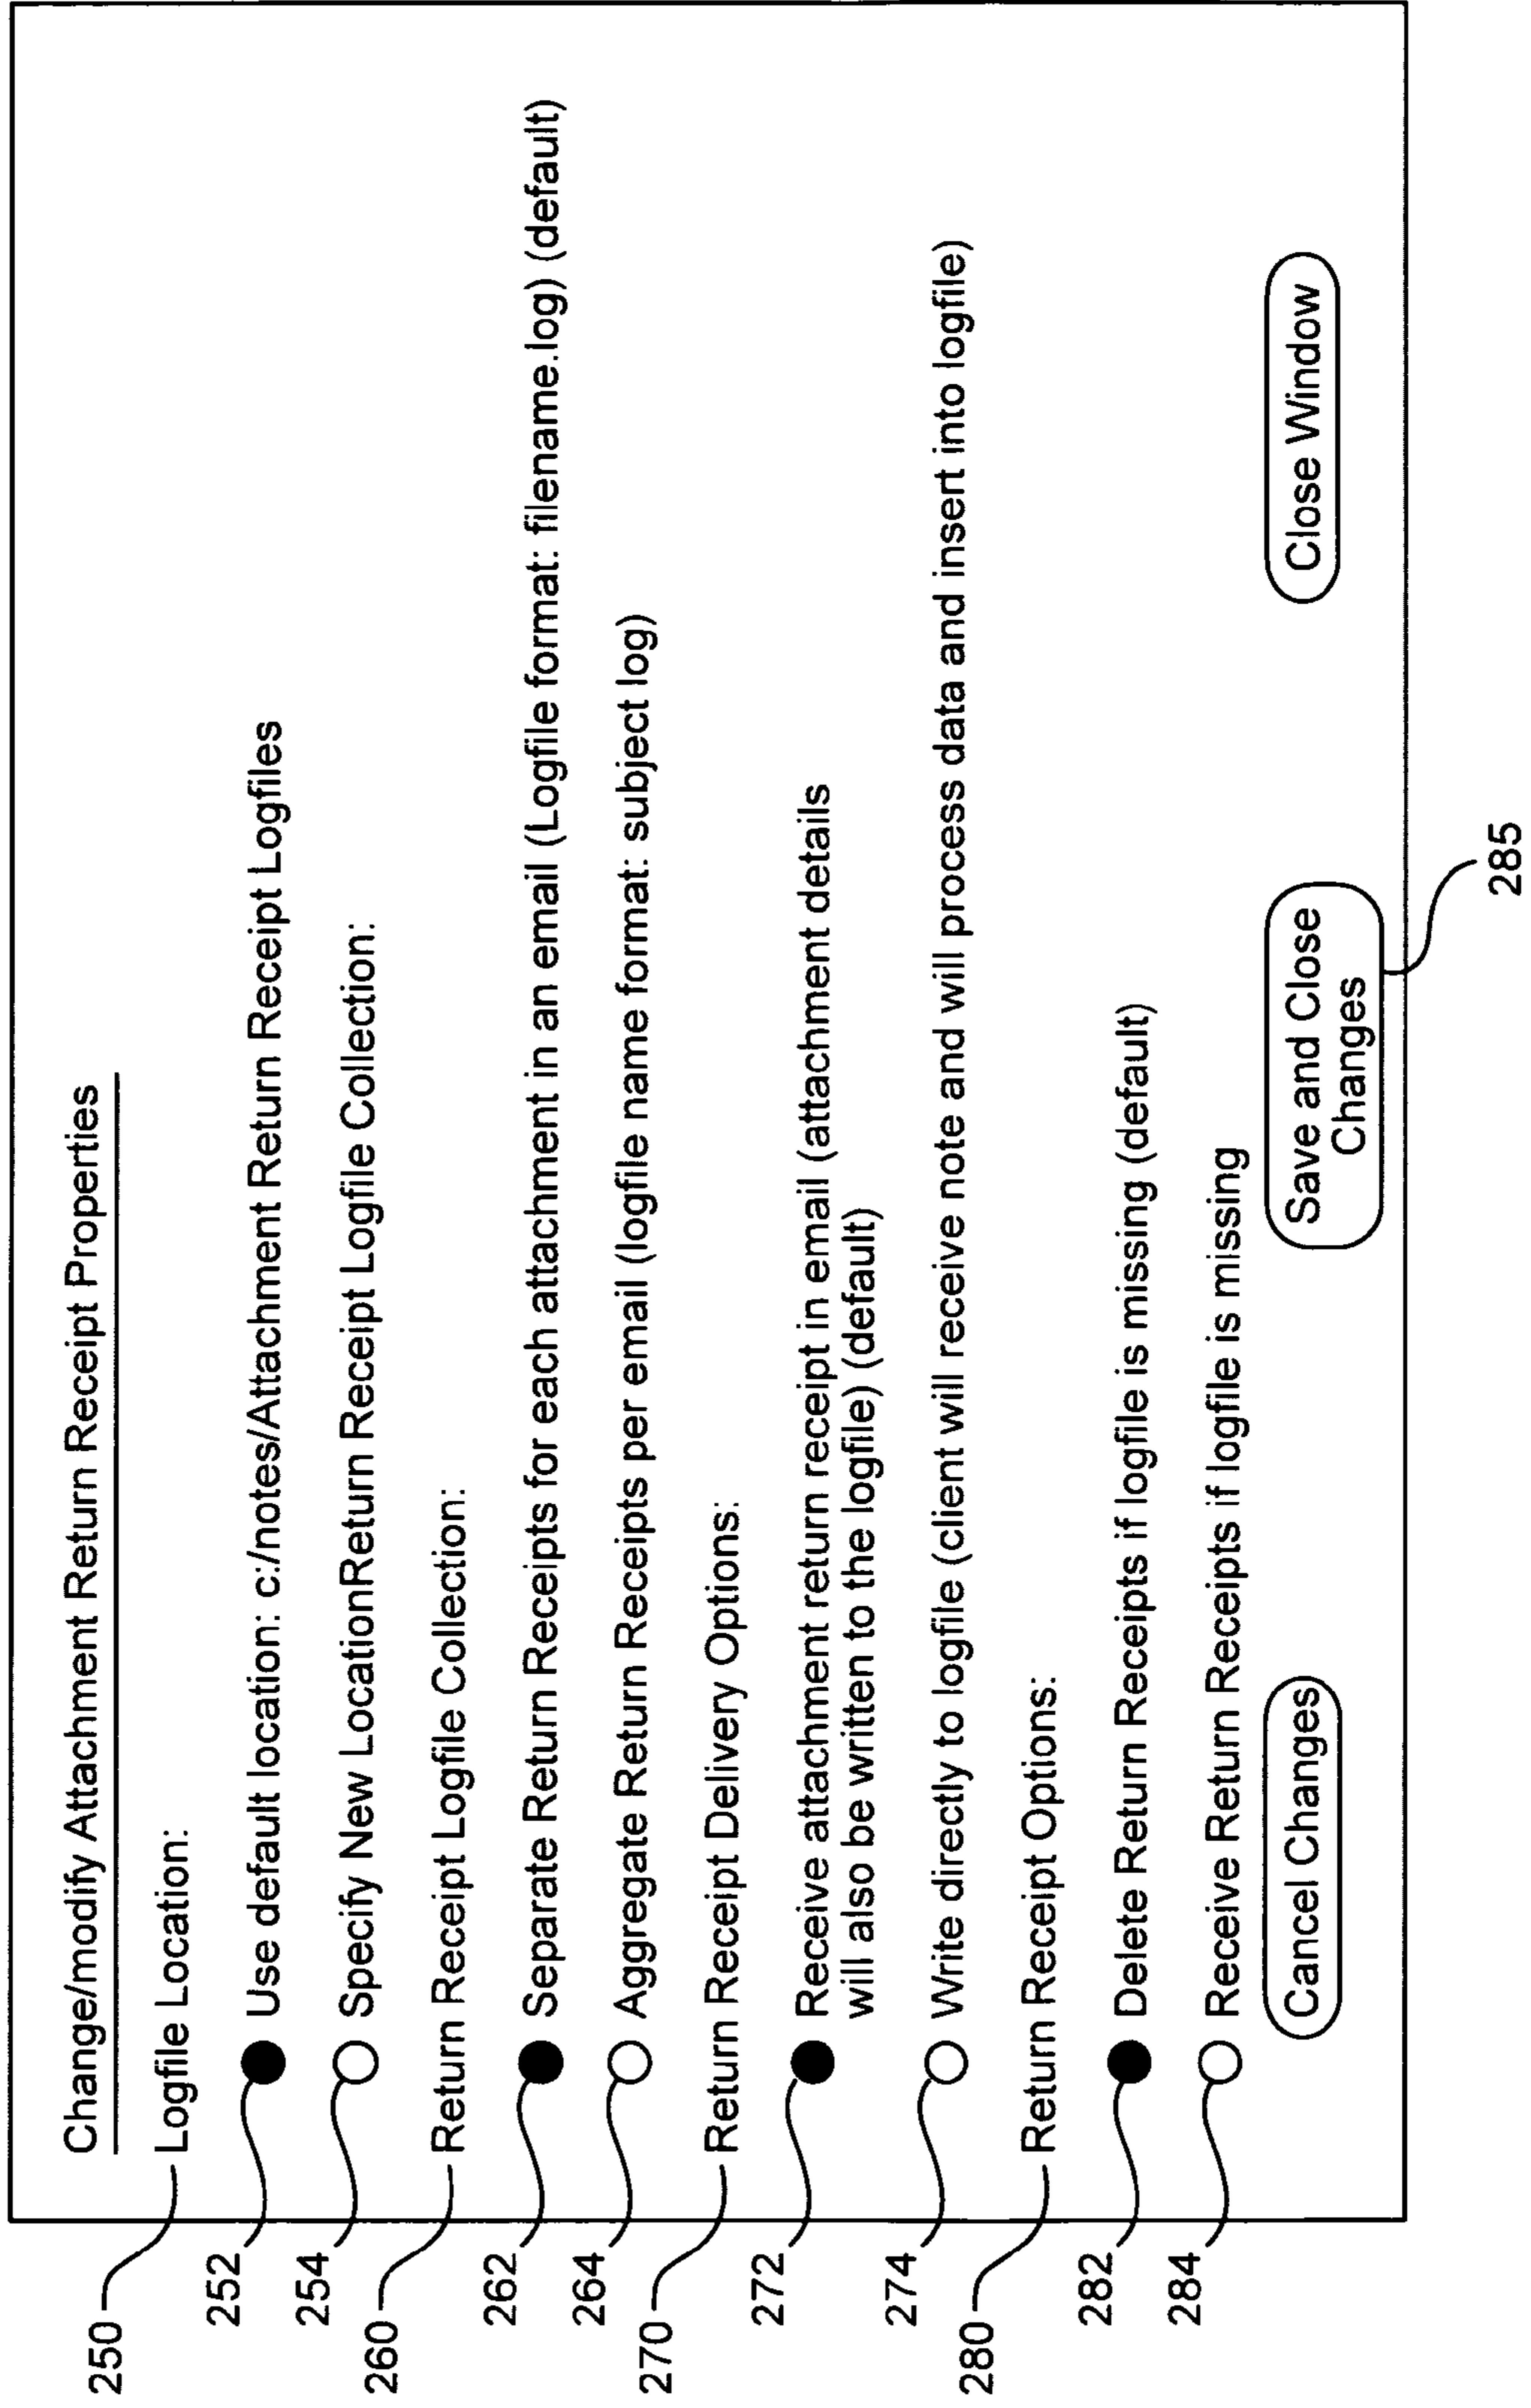 Change/modify Attachment Return Receipt Properties
250 Logfile Location:
252 Use default location: c:/notes/Attachment Return Receipt Logfiles
254 Specify New LocationReturn Receipt Logfile Collection:
260 Return Receipt Logfile Collection:
262 Separate Return Receipts for each attachment in an email (Logfile format: filename.log) (default)
264 Aggregate Return Receipts per email (logfile name format: subject log)
270 Return Receipt Delivery Options:
272 Receive attachment return receipt in email (attachment details
will also be written to the logfile) (default)
274 Write directly to logfile (client will receive note and will process data and insert into logfile)
280 Return Receipt Options:
282 Delete Return Receipts if logfile is missing (default)
284 Receive Return Receipts if logfile is missing
Cancel Changes
Save and Close
Changes
Close Window
285